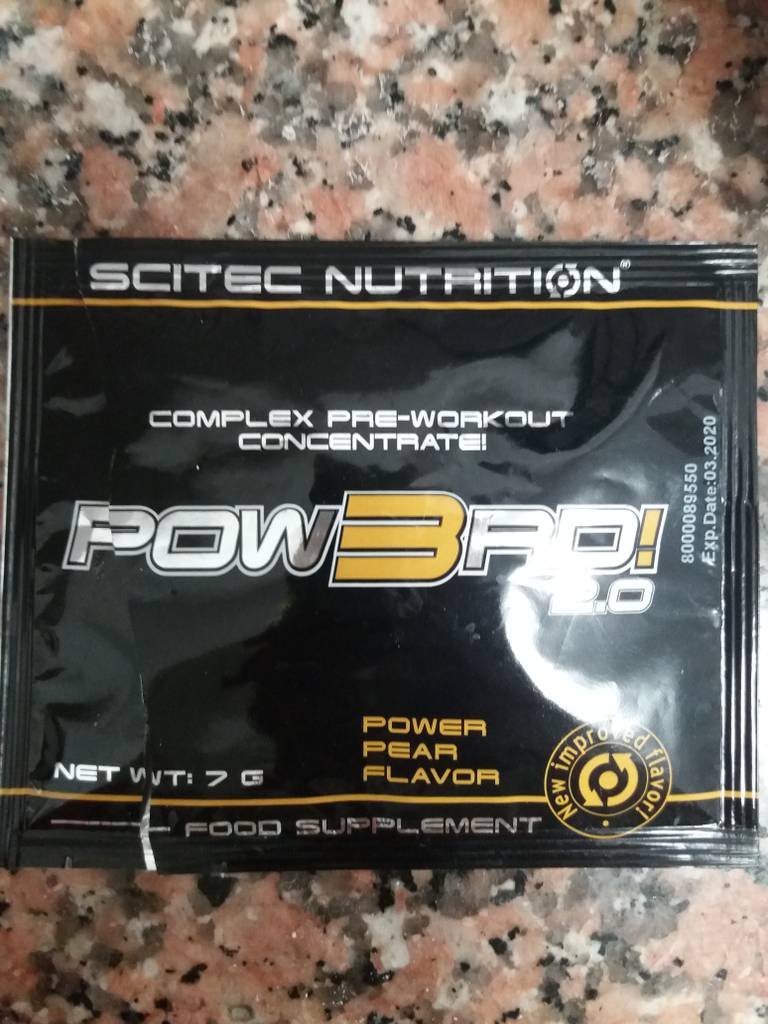 SCITEC NUTRITION®
COMPLEX PRE-WORKOUT
CONCENTRATE!
POW3RD!
2.0
8000089550
Exp.Date:03.2020
POWER
PEAR
FLAVOR
NET WT: 7 G
New improved flavor!
FOOD SUPPLEMENT